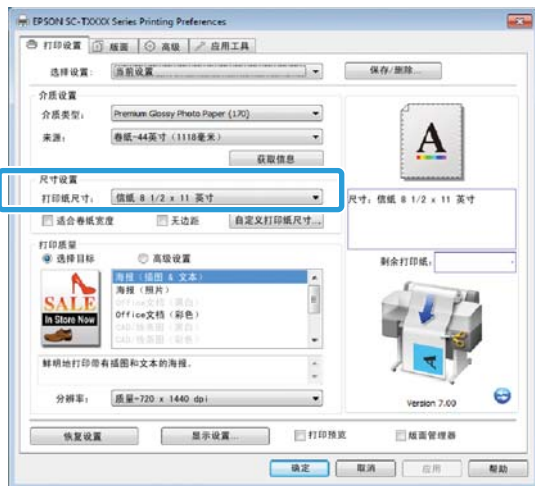 EPSON SC-TXXXX Series Printing Preferences
打印设置 版面 高级 应用工具
选择设置: 当前设置 保存/删除...
介质设置
介质类型: Premium Glossy Photo Paper (170)
来源: 卷纸-44英寸 (1118毫米)
获取信息
尺寸设置
打印纸尺寸: 信纸 8 1/2 x 11 英寸
适合卷纸宽度 无边距 自定义打印纸尺寸...
打印质量
选择目标 高级设置
海报 (插图 & 文本)
海报 (照片)
Office文档 (黑白)
Office文档 (彩色)
CAD/线条图 (黑白)
CAD/线条图 (彩色)
SALE
In Store Now
鲜明地打印带有插图和文本的海报.
分辨率: 质量-720 x 1440 dpi
A
尺寸: 信纸 8 1/2 x 11 英寸
剩余打印纸:
Version 7.00
恢复设置 显示设置... 打印预览 版面管理器
确定 取消 应用 帮助